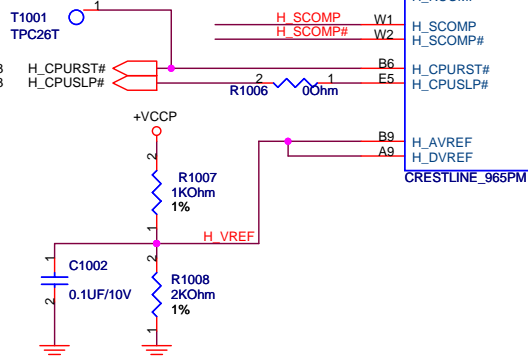 T1001
TPC26T
1
H_SCOMP W1 H_SCOMP
H_SCOMP# W2 H_SCOMP#
H_CPURST# B6 H_CPURST#
H_CPUSLP# 2 1 E5 H_CPUSLP#
R1006 0Ohm
+VCCP
B9 H_AVREF
A9 H_DVREF
CRESTLINE_965PM
2
R1007
1KOhm
1%
1
H_VREF
1
C1002
0.1UF/10V
2
2
R1008
2KOhm
1%
1